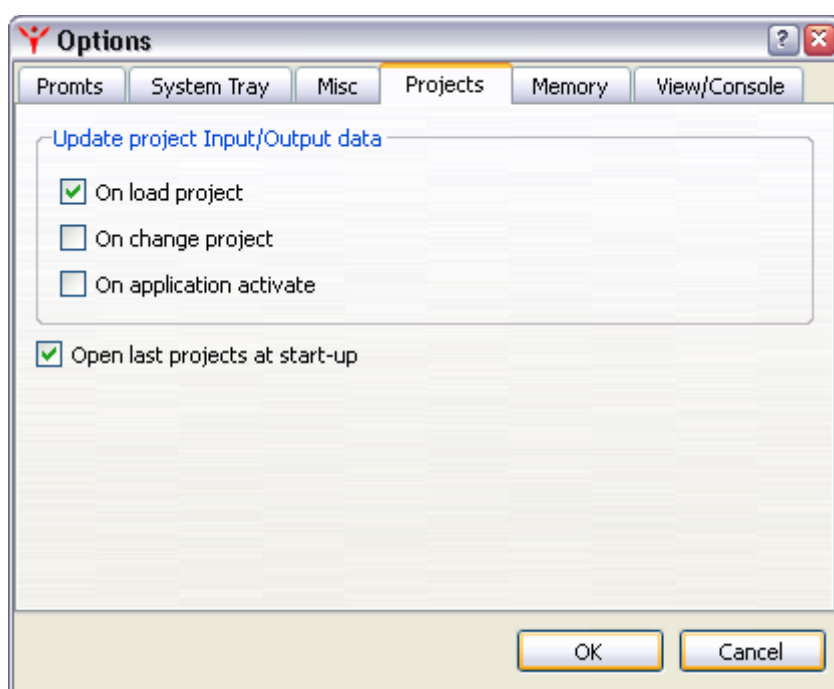 Options
Promts System Tray Misc Projects Memory View/Console
Update project Input/Output data
On load project
On change project
On application activate
Open last projects at start-up
OK Cancel